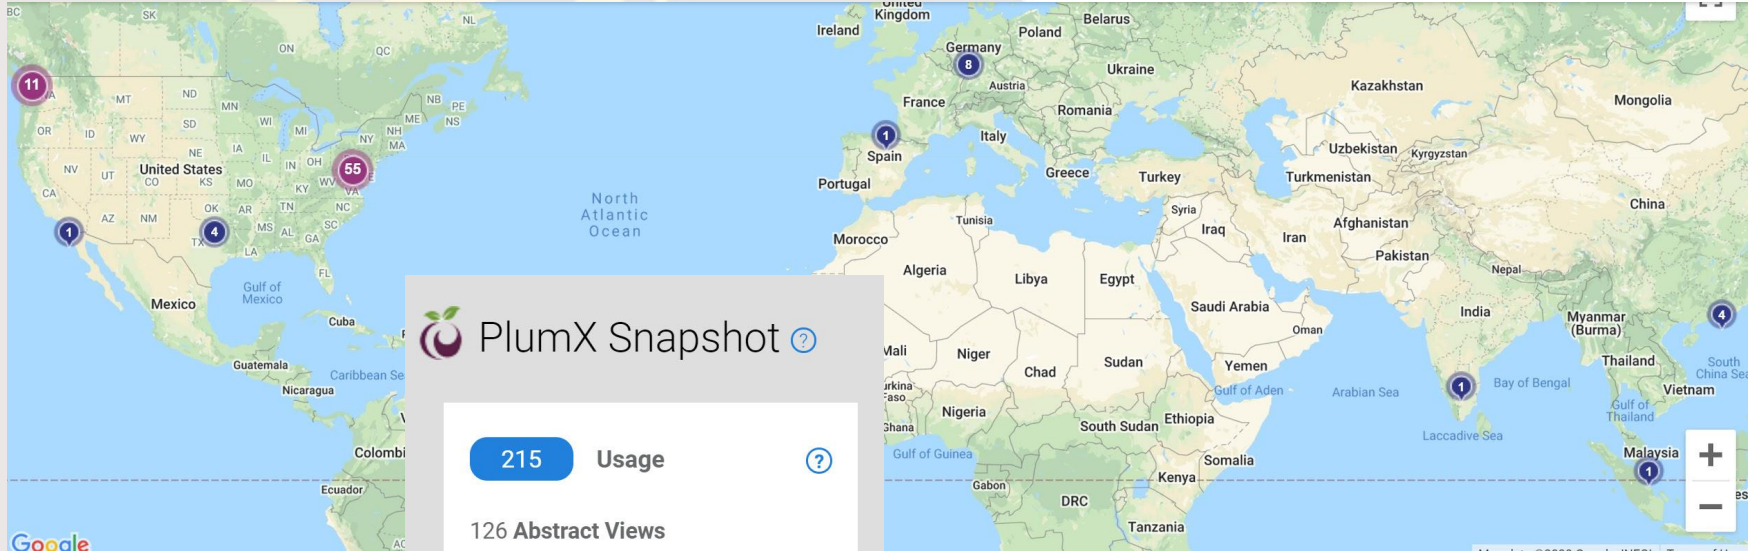 BC
SK
NL
ON
QC
11
WA
MT
ND
MN
NB
PE
NS
ME
OR
ID
WY
SD
WI
MI
NY
NH
MA
NV
UT
United States
CO
NE
KS
IA
IL
IN
OH
MO
KY
WV
VA
55
CA
AZ
NM
OK
AR
TN
NC
SC
MS
AL
GA
1
TX
4
LA
FL
Gulf of
Mexico
Mexico
Cuba
Guatemala
Caribbean Se
Nicaragua
Colombi
Ecuador
Google
North
Atlantic
Ocean
United
Kingdom
Ireland
Belarus
Poland
Germany
8
Ukraine
Austria
France
Romania
1
Spain
Italy
Portugal
Greece
Turkey
Kazakhstan
Mongolia
Uzbekistan
Kyrgyzstan
Turkmenistan
China
Syria
Iraq
Iran
Afghanistan
Pakistan
Nepal
Tunisia
Morocco
Algeria
Libya
Egypt
Saudi Arabia
Oman
India
Myanmar
(Burma)
4
Mali
Niger
Chad
Sudan
Yemen
Gulf of Aden
Arabian Sea
1
Bay of Bengal
Thailand
Vietnam
South
China Sea
Gulf of
Thailand
urkina
Faso
Nigeria
Ghana
South Sudan
Ethiopia
Laccadive Sea
Gulf of Guinea
Somalia
Malaysia
1
Gabon
DRC
Kenya
Tanzania
PlumX Snapshot ?
215 Usage ?
126 Abstract Views
+
−